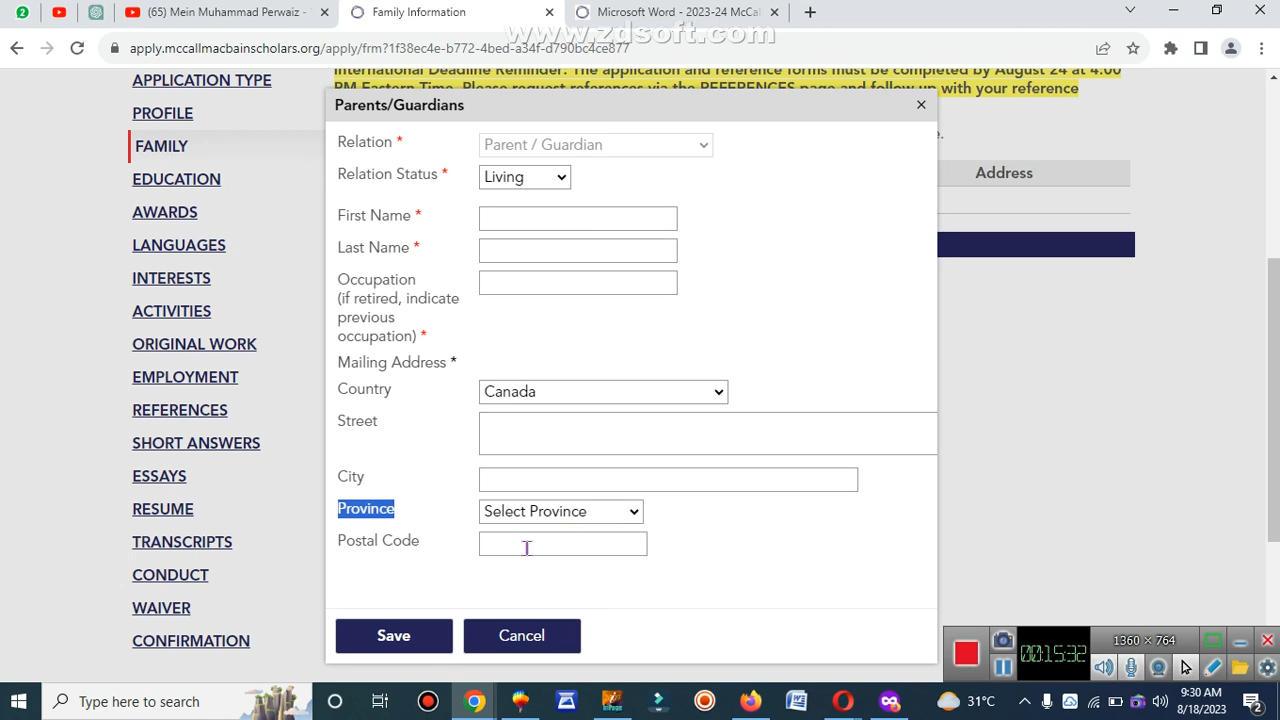 2
(65) Mein Muhammad Perwaiz -
Family Information
Microsoft Word - 2023-24 McCal
www.zdsoft.com
apply.mccallmacbainscholars.org/apply/frm?1f38ec4e-b772-4bed-a34f-d790bc4ce877
International Deadline Reminder: The application and reference forms must be completed by August 24 at 4:00
PM Eastern Time. Please request references via the REFERENCES page and follow up with your reference
APPLICATION TYPE
PROFILE
FAMILY
EDUCATION
AWARDS
LANGUAGES
INTERESTS
ACTIVITIES
ORIGINAL WORK
EMPLOYMENT
REFERENCES
SHORT ANSWERS
ESSAYS
RESUME
TRANSCRIPTS
CONDUCT
WAIVER
CONFIRMATION
Parents/Guardians
Relation *
Parent / Guardian
Relation Status *
Living
First Name *
Last Name *
Occupation
(if retired, indicate
previous
occupation) *
Mailing Address *
Country
Canada
Street
City
Province
Select Province
Postal Code
Save
Cancel
e.
Address
00:15:32
1360 × 764
Type here to search
31°C
9:30 AM
8/18/2023
2